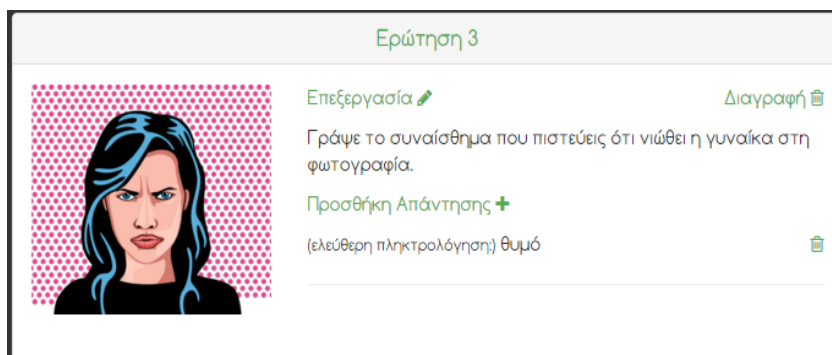 Ερώτηση 3
Επεξεργασία
Διαγραφή
Γράψε το συναίσθημα που πιστεύεις ότι νιώθει η γυναίκα στη
φωτογραφία.
Προσθήκη Απάντησης +
(ελεύθερη πληκτρολόγηση;) θυμό